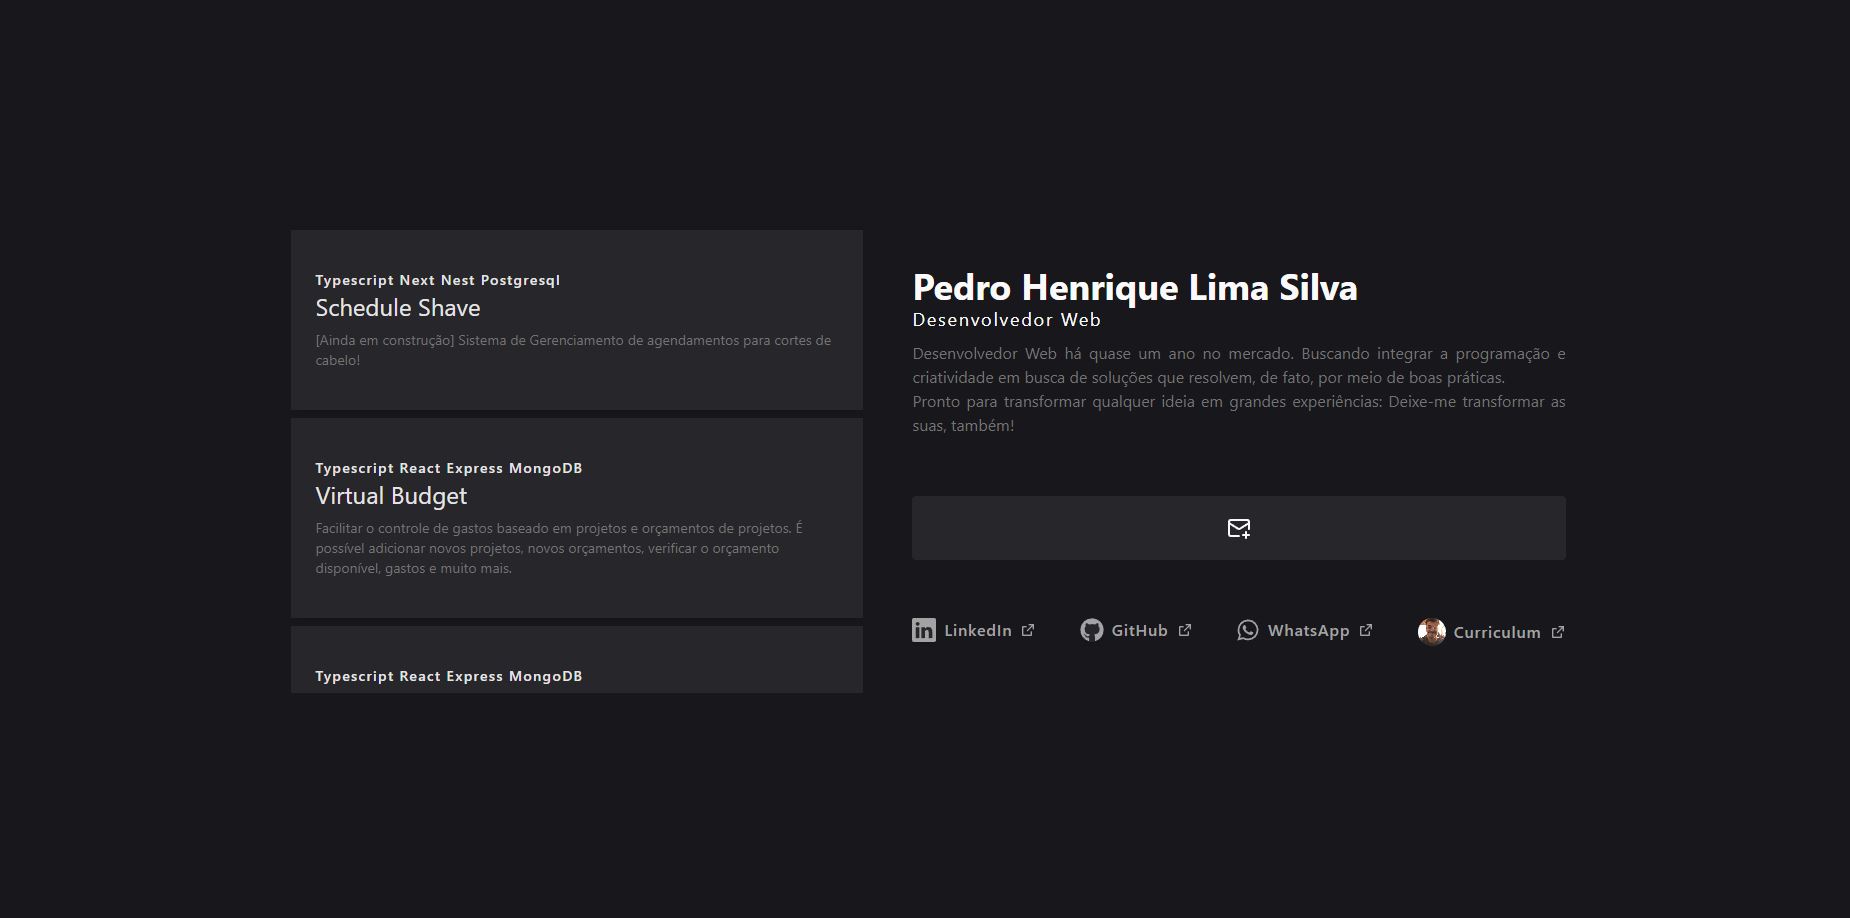 Typescript Next Nest Postgresql
Schedule Shave
[Ainda em construção] Sistema de Gerenciamento de agendamentos para cortes de
cabelo!
Typescript React Express MongoDB
Virtual Budget
Facilitar o controle de gastos baseado em projetos e orçamentos de projetos. É
possível adicionar novos projetos, novos orçamentos, verificar o orçamento
disponível, gastos e muito mais.
Typescript React Express MongoDB
Pedro Henrique Lima Silva
Desenvolvedor Web
Desenvolvedor Web há quase um ano no mercado. Buscando integrar a programação e
criatividade em busca de soluções que resolvem, de fato, por meio de boas práticas.
Pronto para transformar qualquer ideia em grandes experiências: Deixe-me transformar as
suas, também!
LinkedIn GitHub WhatsApp Curriculum